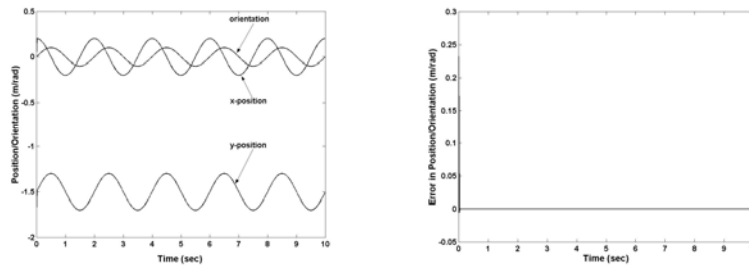 0.5
0
-0.5
-1
-1.5
-2
0 1 2 3 4 5 6 7 8 9 10
Position/Orientation (m/rad)
Time (sec)
orientation
x-position
y-position
0.3
0.25
0.2
0.15
0.1
0.05
0
-0.05
0 1 2 3 4 5 6 7 8 9
Error in Position/Orientation (m/rad)
Time (sec)